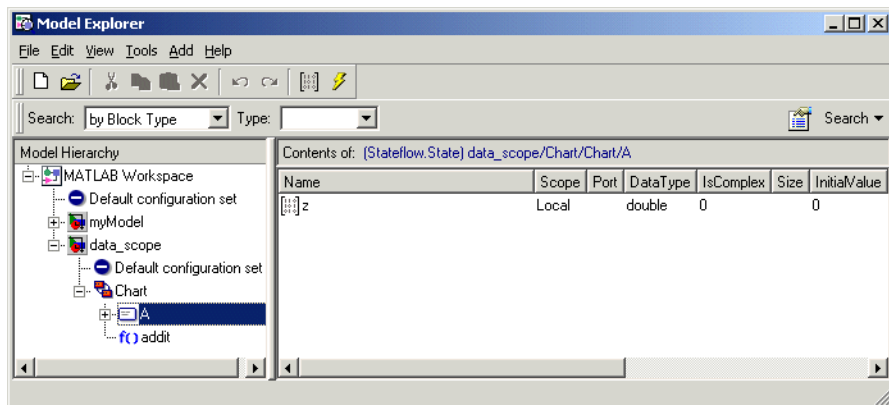 Model Explorer
File Edit View Tools Add Help
Search: by Block Type Type: Search
Model Hierarchy
Contents of: (Stateflow.State) data_scope/Chart/Chart/A
MATLAB Workspace
Name Scope Port DataType IsComplex Size InitialValue
Default configuration set
z Local double 0 0
myModel
data_scope
Default configuration set
Chart
A
f() addit